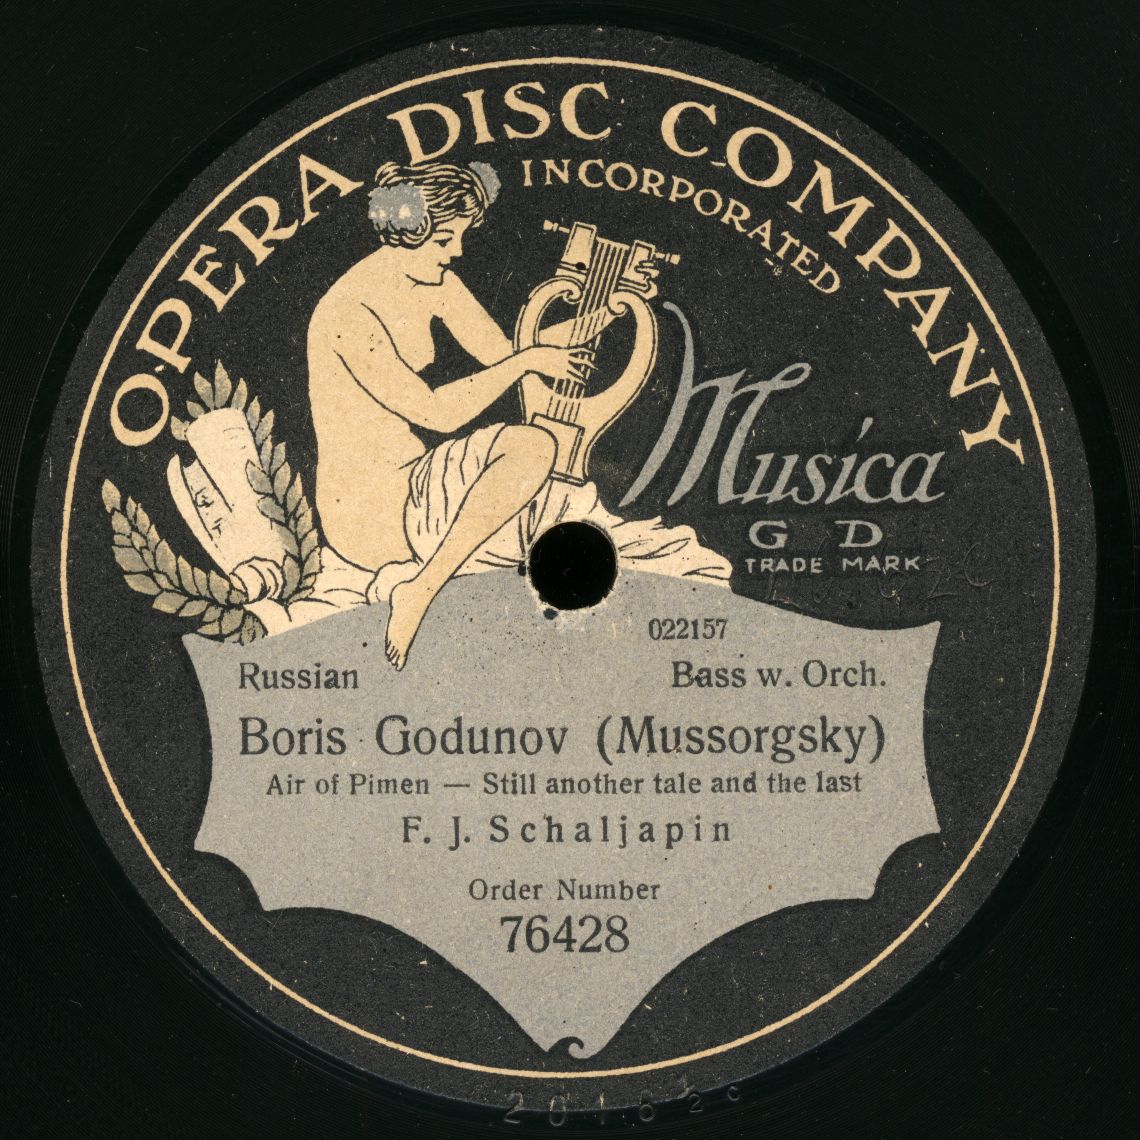 OPERA DISC COMPANY
INCORPORATED
Musica
G D
TRADE MARK
022157
Russian Bass w. Orch.
Boris Godunov (Mussorgsky)
Air of Pimen — Still another tale and the last
F. J. Schaljapin
Order Number
76428
20162c